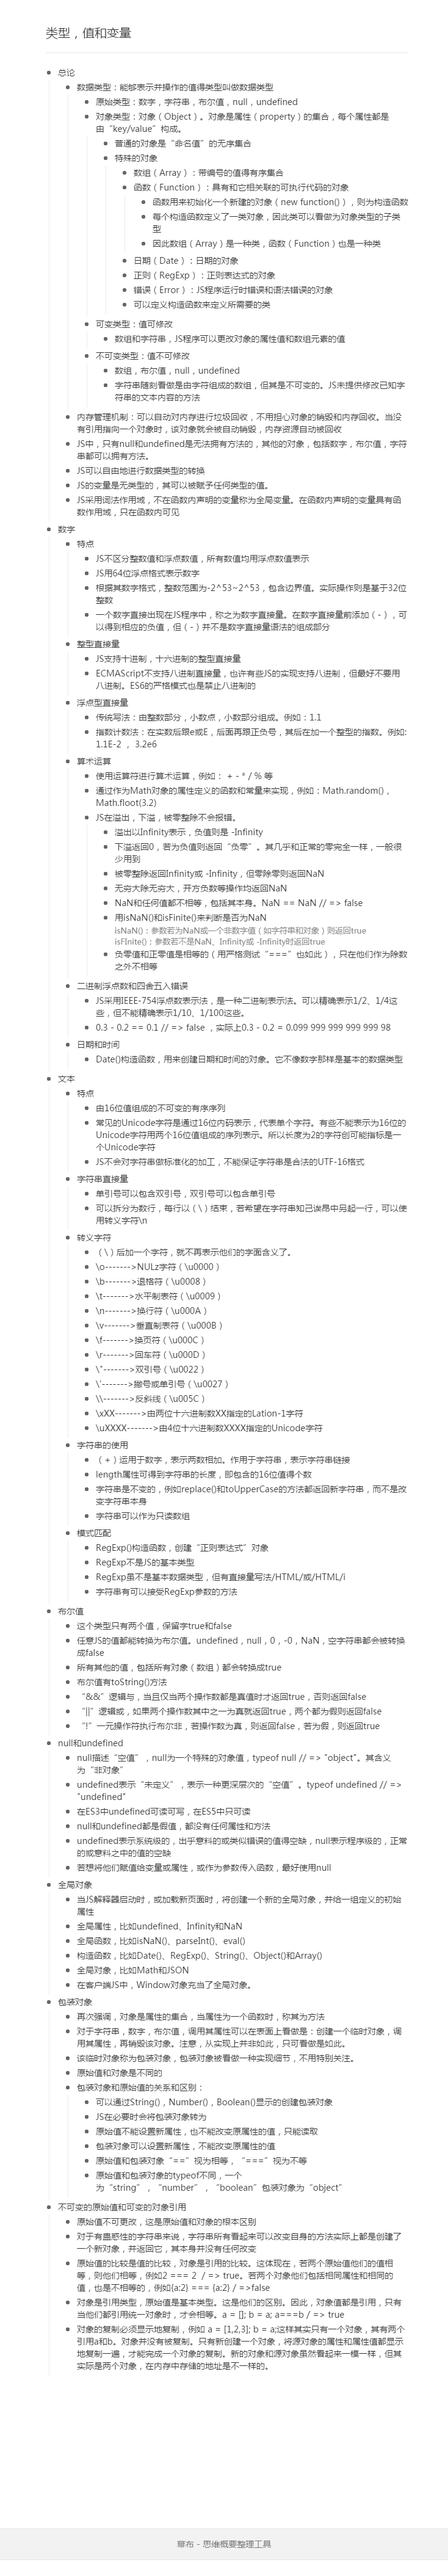 类型，值和变量
总论
数据类型：能够表示并操作的值得类型叫做数据类型
原始类型：数字，字符串，布尔值，null，undefined
对象类型：对象（Object）。对象是属性（property）的集合，每个属性都是
由“key/value”构成。
普通的对象是“命名值”的无序集合
特殊的对象
数组（Array）：带编号的值得有序集合
函数（Function）：具有和它相关联的可执行代码的对象
函数用来初始化一个新建的对象（new function()），则为构造函数
每个构造函数定义了一类对象，因此类可以看做为对象类型的子类
型
因此数组（Array）是一种类，函数（Function）也是一种类
日期（Date）：日期的对象
正则（RegExp）：正则表达式的对象
错误（Error）：JS程序运行时错误和语法错误的对象
可以定义构造函数来定义所需要的类
可变类型：值可修改
数组和字符串，JS程序可以更改对象的属性值和数组元素的值
不可变类型：值不可修改
数组，布尔值，null，undefined
字符串随刻看做是由字符组成的数组，但其是不可变的。JS未提供修改已知字
符串的文本内容的方法
内存管理机制：可以自动对内存进行垃圾回收，不用担心对象的销毁和内存回收。当没
有引用指向一个对象时，该对象就会被自动销毁，内存资源自动被回收
JS中，只有null和undefined是无法拥有方法的，其他的对象，包括数字，布尔值，字符
串都可以拥有方法。
JS可以自由地进行数据类型的转换
JS的变量是无类型的，其可以被赋予任何类型的值。
JS采用词法作用域，不在函数内声明的变量称为全局变量。在函数内声明的变量具有函
数作用域，只在函数内可见
数字
特点
JS不区分整数值和浮点数值，所有数值均用浮点数值表示
JS用64位浮点格式表示数字
根据其数字格式，整数范围为-2^53~2^53，包含边界值。实际操作则是基于32位
整数
一个数字直接出现在JS程序中，称之为数字直接量。在数字直接量前添加（-），可
以得到相应的负值，但（-）并不是数字直接量语法的组成部分
整型直接量
JS支持十进制，十六进制的整型直接量
ECMAScript不支持八进制直接量，也许有些JS的实现支持八进制，但最好不要用
八进制。ES6的严格模式也是禁止八进制的
浮点型直接量
传统写法：由整数部分，小数点，小数部分组成。例如：1.1
指数计数法：在实数后跟e或E，后面再跟正负号，其后在加一个整型的指数。例如:
1.1E-2 ，3.2e6
算术运算
使用运算符进行算术运算，例如： + - * / % 等
通过作为Math对象的属性定义的函数和常量来实现，例如：Math.random()，
Math.floot(3.2)
JS在溢出，下溢，被零整除不会报错。
溢出以Infinity表示，负值则是 -Infinity
下溢返回0，若为负值则返回“负零”。其几乎和正常的零完全一样，一般很
少用到
被零整除返回Infinity或 -Infinity，但零除零则返回NaN
无穷大除无穷大，开方负数等操作均返回NaN
NaN和任何值都不相等，包括其本身。NaN == NaN // => false
用isNaN()和isFinite()来判断是否为NaN
isNaN()：参数若为NaN或一个非数字值（如字符串和对象）则返回true
isFInite()：参数若不是NaN、Infinity或 -Infinity时返回true
负零值和正零值是相等的（用严格测试“===”也如此），只在他们作为除数
之外不相等
二进制浮点数和四舍五入错误
JS采用IEEE-754浮点数表示法，是一种二进制表示法。可以精确表示1/2、1/4这
些，但不能精确表示1/10、1/100这些。
0.3 - 0.2 == 0.1 // => false ，实际上0.3 - 0.2 = 0.099 999 999 999 999 98
日期和时间
Date()构造函数，用来创建日期和时间的对象。它不像数字那样是基本的数据类型
文本
特点
由16位值组成的不可变的有序序列
常见的Unicode字符是通过16位内码表示，代表单个字符。有些不能表示为16位的
Unicode字符用两个16位值组成的序列表示。所以长度为2的字符创可能指标是一
个Unicode字符
JS不会对字符串做标准化的加工，不能保证字符串是合法的UTF-16格式
字符串直接量
单引号可以包含双引号，双引号可以包含单引号
可以拆分为数行，每行以（\）结束，若希望在字符串知己诶昂中另起一行，可以使
用转义字符\n
转义字符
（\）后加一个字符，就不再表示他们的字面含义了。
\o------->NULz字符（\u0000）
\b------->退格符（\u0008）
\t------->水平制表符（\u0009）
\n------->换行符（\u000A）
\v------->垂直制表符（\u000B）
\f------->换页符（\u000C）
\r------->回车符（\u000D）
\"------->双引号（\u0022）
\'------->撇号或单引号（\u0027）
\\------->反斜线（\u005C）
\xXX------->由两位十六进制数XX指定的Lation-1字符
\uXXXX------->由4位十六进制数XXXX指定的Unicode字符
字符串的使用
（+）运用于数字，表示两数相加。作用于字符串，表示字符串链接
length属性可得到字符串的长度，即包含的16位值得个数
字符串是不变的，例如replace()和toUpperCase的方法都返回新字符串，而不是改
变字符串本身
字符串可以作为只读数组
模式匹配
RegExp()构造函数，创建“正则表达式”对象
RegExp不是JS的基本类型
RegExp虽不是基本数据类型，但有直接量写法/HTML/或/HTML/i
字符串有可以接受RegExp参数的方法
布尔值
这个类型只有两个值，保留字true和false
任意JS的值都能转换为布尔值。undefined，null，0，-0，NaN，空字符串都会被转换
成false
所有其他的值，包括所有对象（数组）都会转换成true
布尔值有toString()方法
“&&”逻辑与，当且仅当两个操作数都是真值时才返回true，否则返回false
“||”逻辑或，如果两个操作数其中之一为真就返回true，两个都为假则返回false
“!”一元操作符执行布尔非，若操作数为真，则返回false，若为假，则返回true
null和undefined
null描述“空值”，null为一个特殊的对象值，typeof null // => "object"。其含义
为“非对象”
undefined表示“未定义”，表示一种更深层次的“空值”。typeof undefined // =>
"undefined"
在ES3中undefined可读可写，在ES5中只可读
null和undefined都是假值，都没有任何属性和方法
undefined表示系统级的，出乎意料的或类似错误的值得空缺，null表示程序级的，正常
的或意料之中的值的空缺
若想将他们赋值给变量或属性，或作为参数传入函数，最好使用null
全局对象
当JS解释器启动时，或加载新页面时，将创建一个新的全局对象，并给一组定义的初始
属性
全局属性，比如undefined、Infinity和NaN
全局函数，比如isNaN()、parseInt()、eval()
构造函数，比如Date()、RegExp()、String()、Object()和Array()
全局对象，比如Math和JSON
在客户端JS中，Window对象充当了全局对象。
包装对象
再次强调，对象是属性的集合，当属性为一个函数时，称其为方法
对于字符串，数字，布尔值，调用其属性可以在表面上看做是：创建一个临时对象，调
用其属性，再销毁该对象。注意，从实现上并非如此，只可看做是如此。
该临时对象称为包装对象，包装对象被看做一种实现细节，不用特别关注。
原始值和对象是不同的
包装对象和原始值的关系和区别：
可以通过String()，Number()，Boolean()显示的创建包装对象
JS在必要时会将包装对象转为
原始值不能设置新属性，也不能改变原属性的值，只能读取
包装对象可以设置新属性，不能改变原属性的值
原始值和包装对象“==”视为相等，“===”视为不等
原始值和包装对象的typeof不同，一个
为“string”，“number”，“boolean”包装对象为“object”
不可变的原始值和可变的对象引用
原始值不可更改，这是原始值和对象的根本区别
对于有蛊惑性的字符串来说，字符串所有看起来可以改变自身的方法实际上都是创建了
一个新对象，并返回它，其本身并没有任何改变
原始值的比较是值的比较，对象是引用的比较。这体现在，若两个原始值他们的值相
等，则他们相等，例如2 === 2 // => true。若两个对象他们包括相同属性和相同的
值，也是不相等的，例如{a:2} === {a:2} / =>false
对象是引用类型，原始值是基本类型。这是他们的区别。因此，对象值都是引用，只有
当他们都引用统一对象时，才会相等。a = []; b = a; a===b / => true
对象的复制必须显示地复制，例如 a = [1,2,3]; b = a;这样其实只有一个对象，其有两个
引用a和b。对象并没有被复制。只有新创建一个对象，将源对象的属性和属性值都显示
地复制一遍，才能完成一个对象的复制。新的对象和源对象虽然看起来一模一样，但其
实际是两个对象，在内存中存储的地址是不一样的。
幕布 - 思维概要整理工具